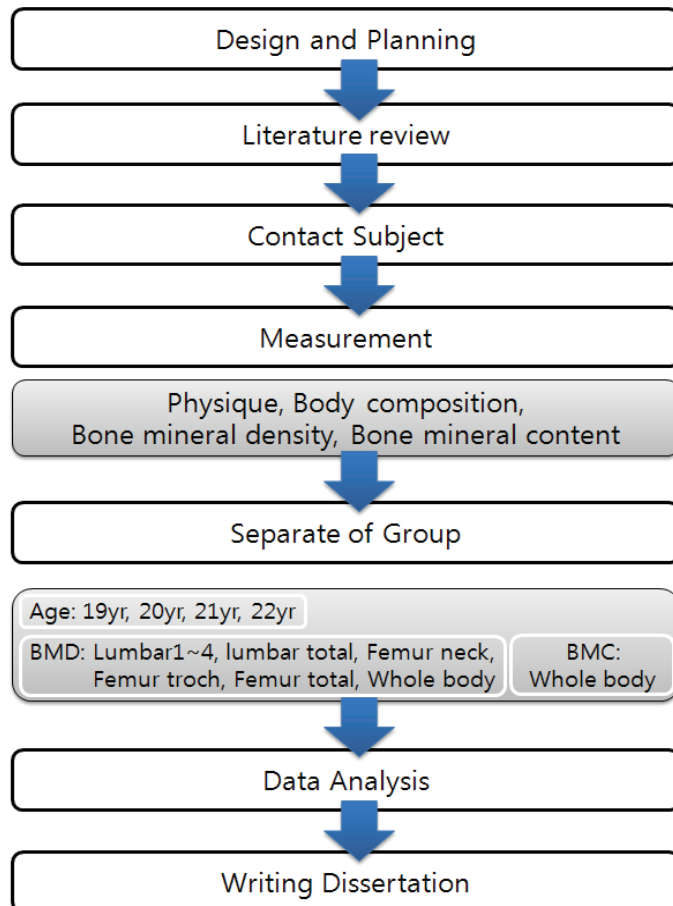 Design and Planning
Literature review
Contact Subject
Measurement
Physique, Body composition,
Bone mineral density, Bone mineral content
Separate of Group
Age: 19yr, 20yr, 21yr, 22yr
BMD: Lumbar1~4, lumbar total, Femur neck,
Femur troch, Femur total, Whole body
BMC:
Whole body
Data Analysis
Writing Dissertation